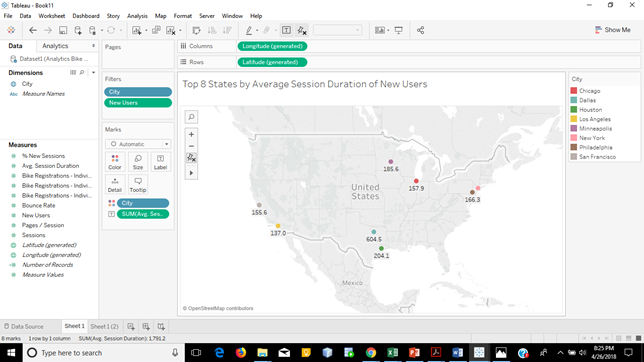 Tableau - Book11
File Data Worksheet Dashboard Story Analysis Map Format Server Window Help
Show Me
Data Analytics
Dataset1 (Analytics Bike ...
Dimensions
City
Abc Measure Names
Measures
% New Sessions
Avg. Session Duration
Bike Registrations - Indivi...
Bike Registrations - Indivi...
Bike Registrations - Indivi...
Bounce Rate
New Users
Pages / Session
Sessions
Latitude (generated)
Longitude (generated)
Number of Records
Measure Values
Pages
Filters
City
New Users
Marks
Automatic
Color Size Label
Detail Tooltip
City
SUM(Avg. Ses..
Columns Longitude (generated)
Rows Latitude (generated)
Top 8 States by Average Session Duration of New Users
185.6
157.9
United
States
166.3
155.6
137.0
604.5
204.1
Mexico
© OpenStreetMap contributors
City
Chicago
Dallas
Houston
Los Angeles
Minneapolis
New York
Philadelphia
San Francisco
Data Source Sheet 1 Sheet 1 (2)
8 marks 1 row by 1 column SUM(Avg. Session Duration): 1,791.2
Type here to search
8:25 PM
4/26/2018